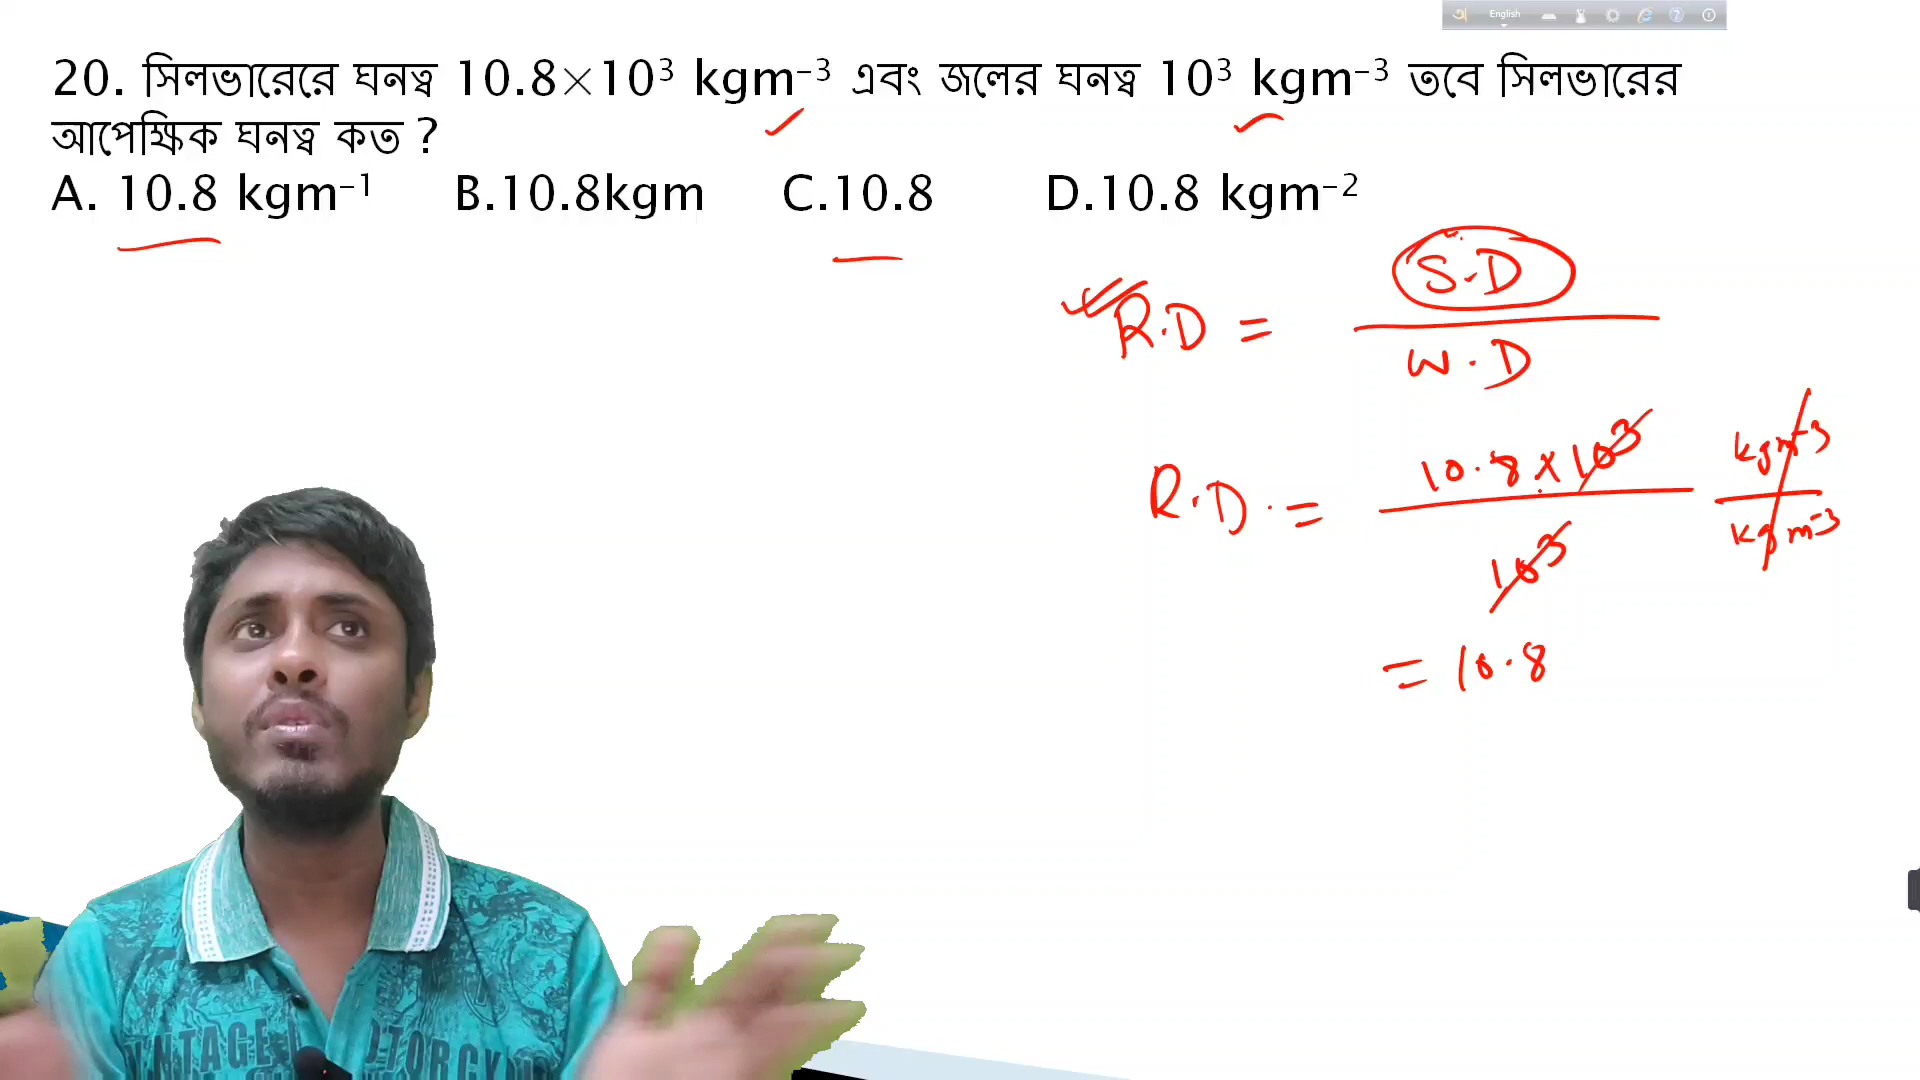 English
20. সিলভারেরে ঘনত্ব 10.8×10³ kgm⁻³ এবং জলের ঘনত্ব 10³ kgm⁻³ তবে সিলভারের
আপেক্ষিক ঘনত্ব কত ?
A. 10.8 kgm⁻¹ B.10.8kgm C.10.8 D.10.8 kgm⁻²
R.D = S.D / W.D
R.D. = 10.8×10³ / 10³ kgm⁻³ / kgm⁻³
= 10.8